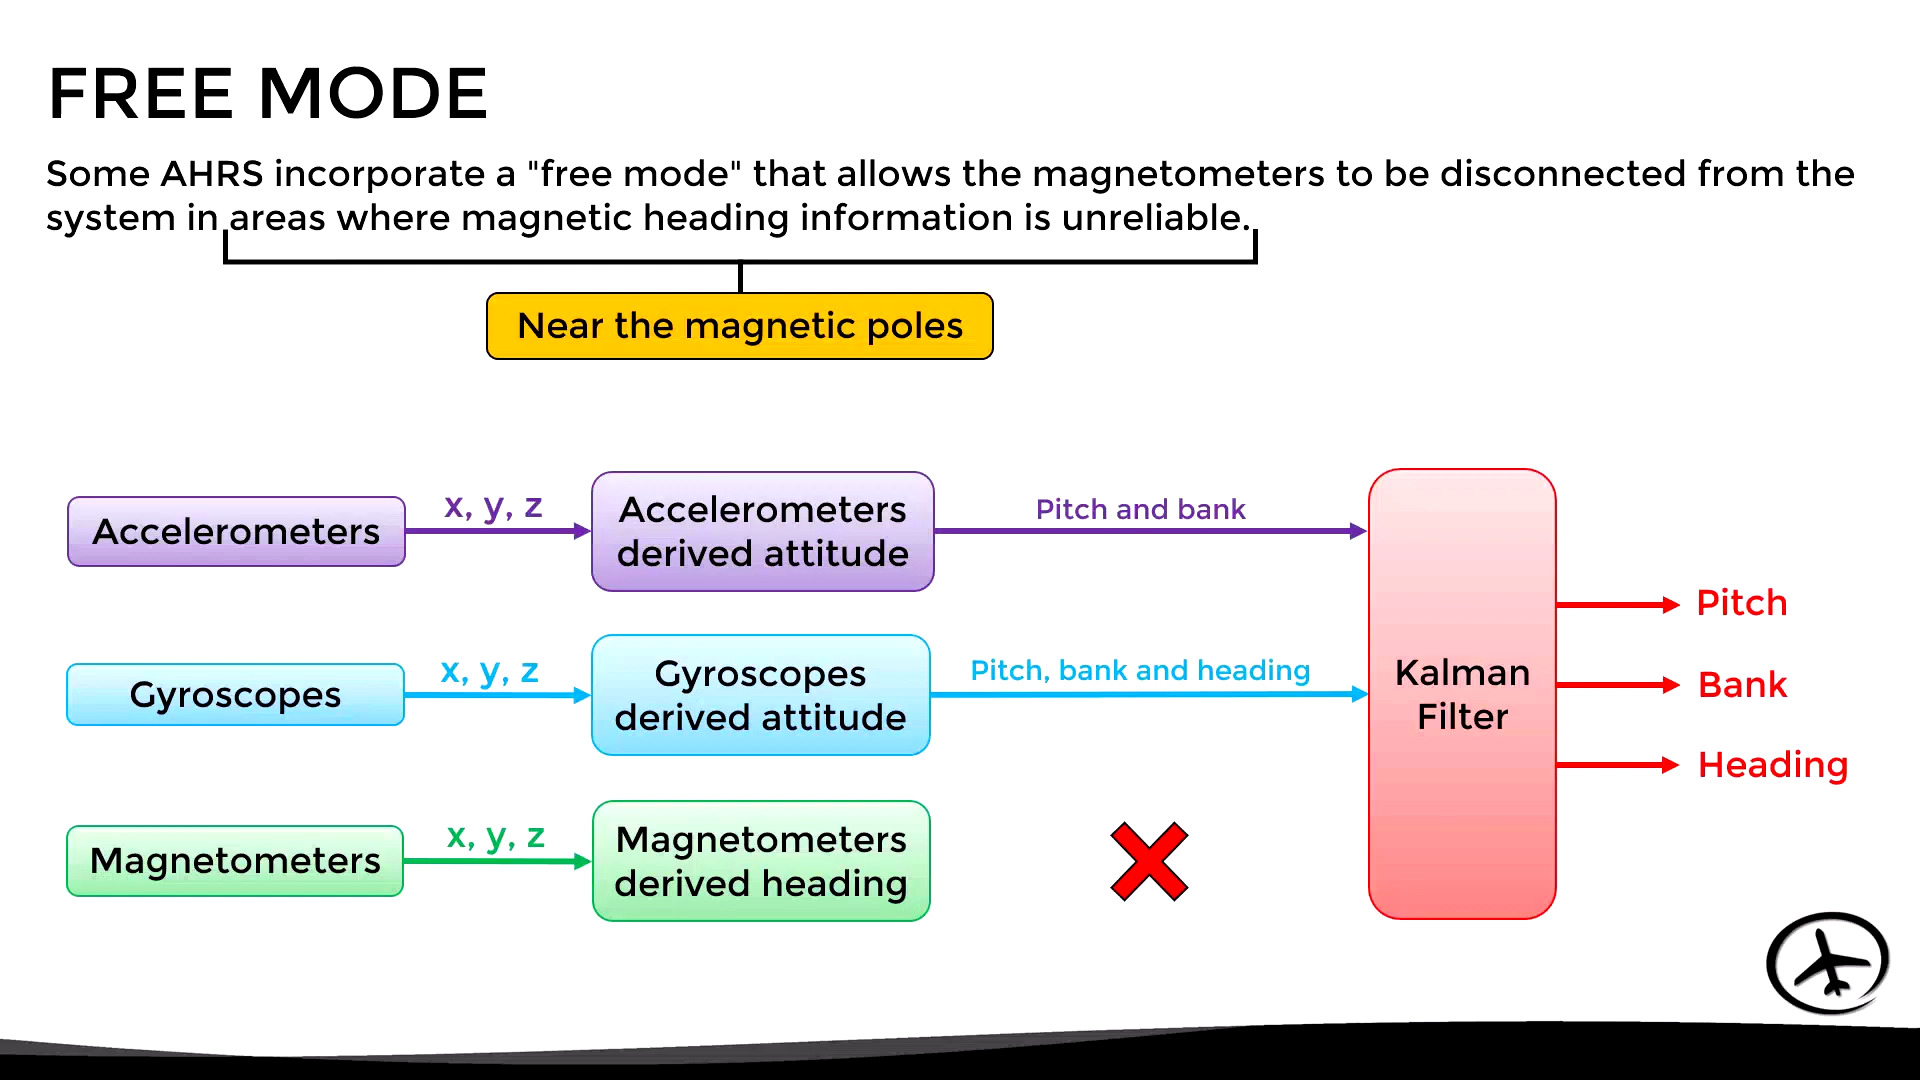 FREE MODE
Some AHRS incorporate a "free mode" that allows the magnetometers to be disconnected from the
system in areas where magnetic heading information is unreliable.
Near the magnetic poles
Accelerometers
x, y, z
Accelerometers
derived attitude
Pitch and bank
Gyroscopes
x, y, z
Gyroscopes
derived attitude
Pitch, bank and heading
Magnetometers
x, y, z
Magnetometers
derived heading
Kalman
Filter
Pitch
Bank
Heading